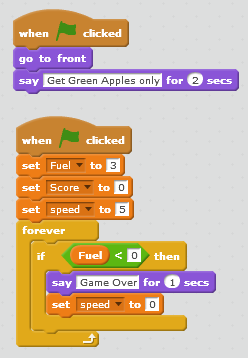 when clicked
go to front
say Get Green Apples only for 2 secs
when clicked
set Fuel to 3
set Score to 0
set speed to 5
forever
if Fuel < 0 then
say Game Over for 1 secs
set speed to 0